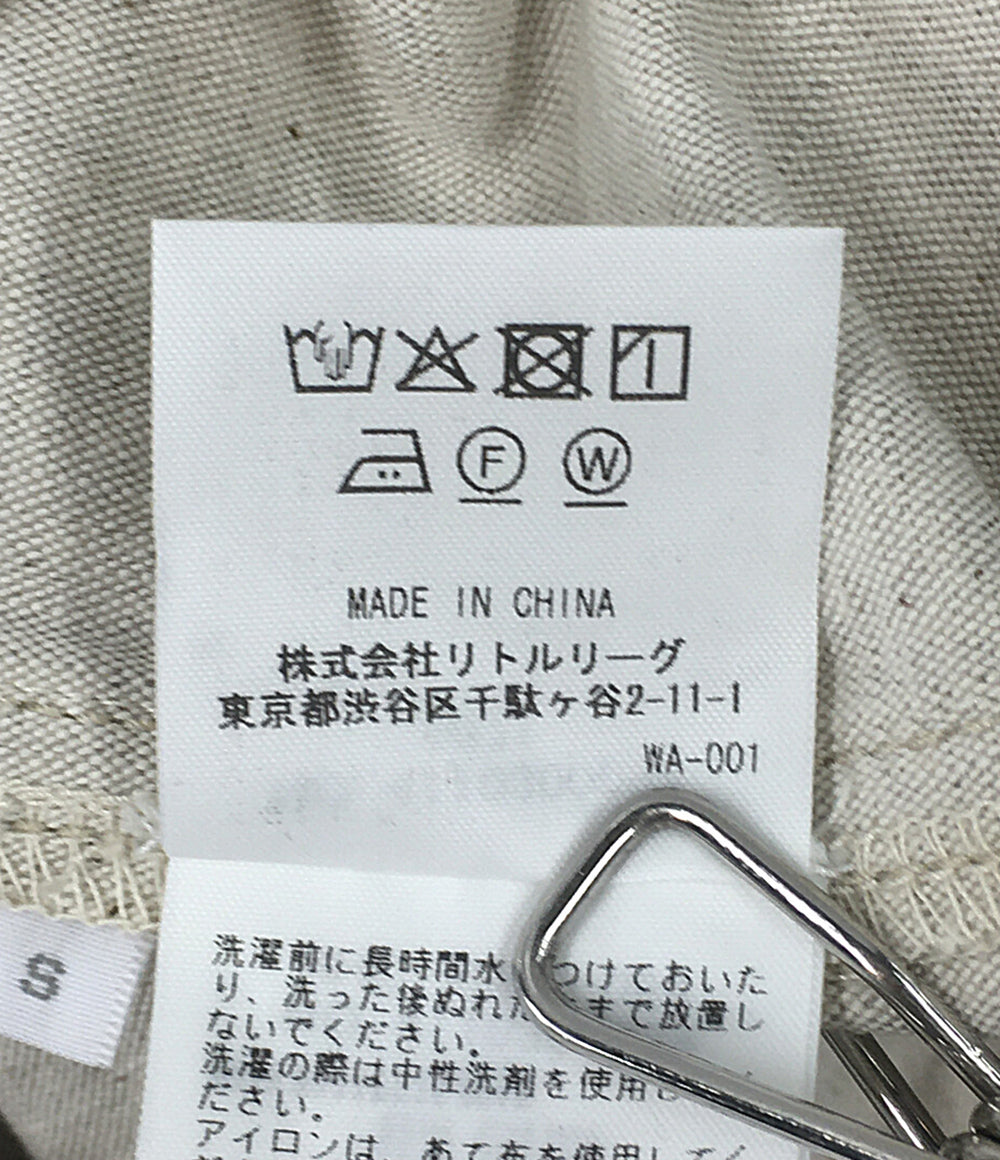 F
W
MADE IN CHINA
株式会社リトルリーグ
東京都渋谷区千駄ヶ谷2-11-1
WA-001
S
洗濯前に長時間水 つけておいた
り、洗った後ぬれた まで放置し
ないでください。
洗濯の際は中性洗剤を使用
ださい。
アイロンは、あて布を使用してく